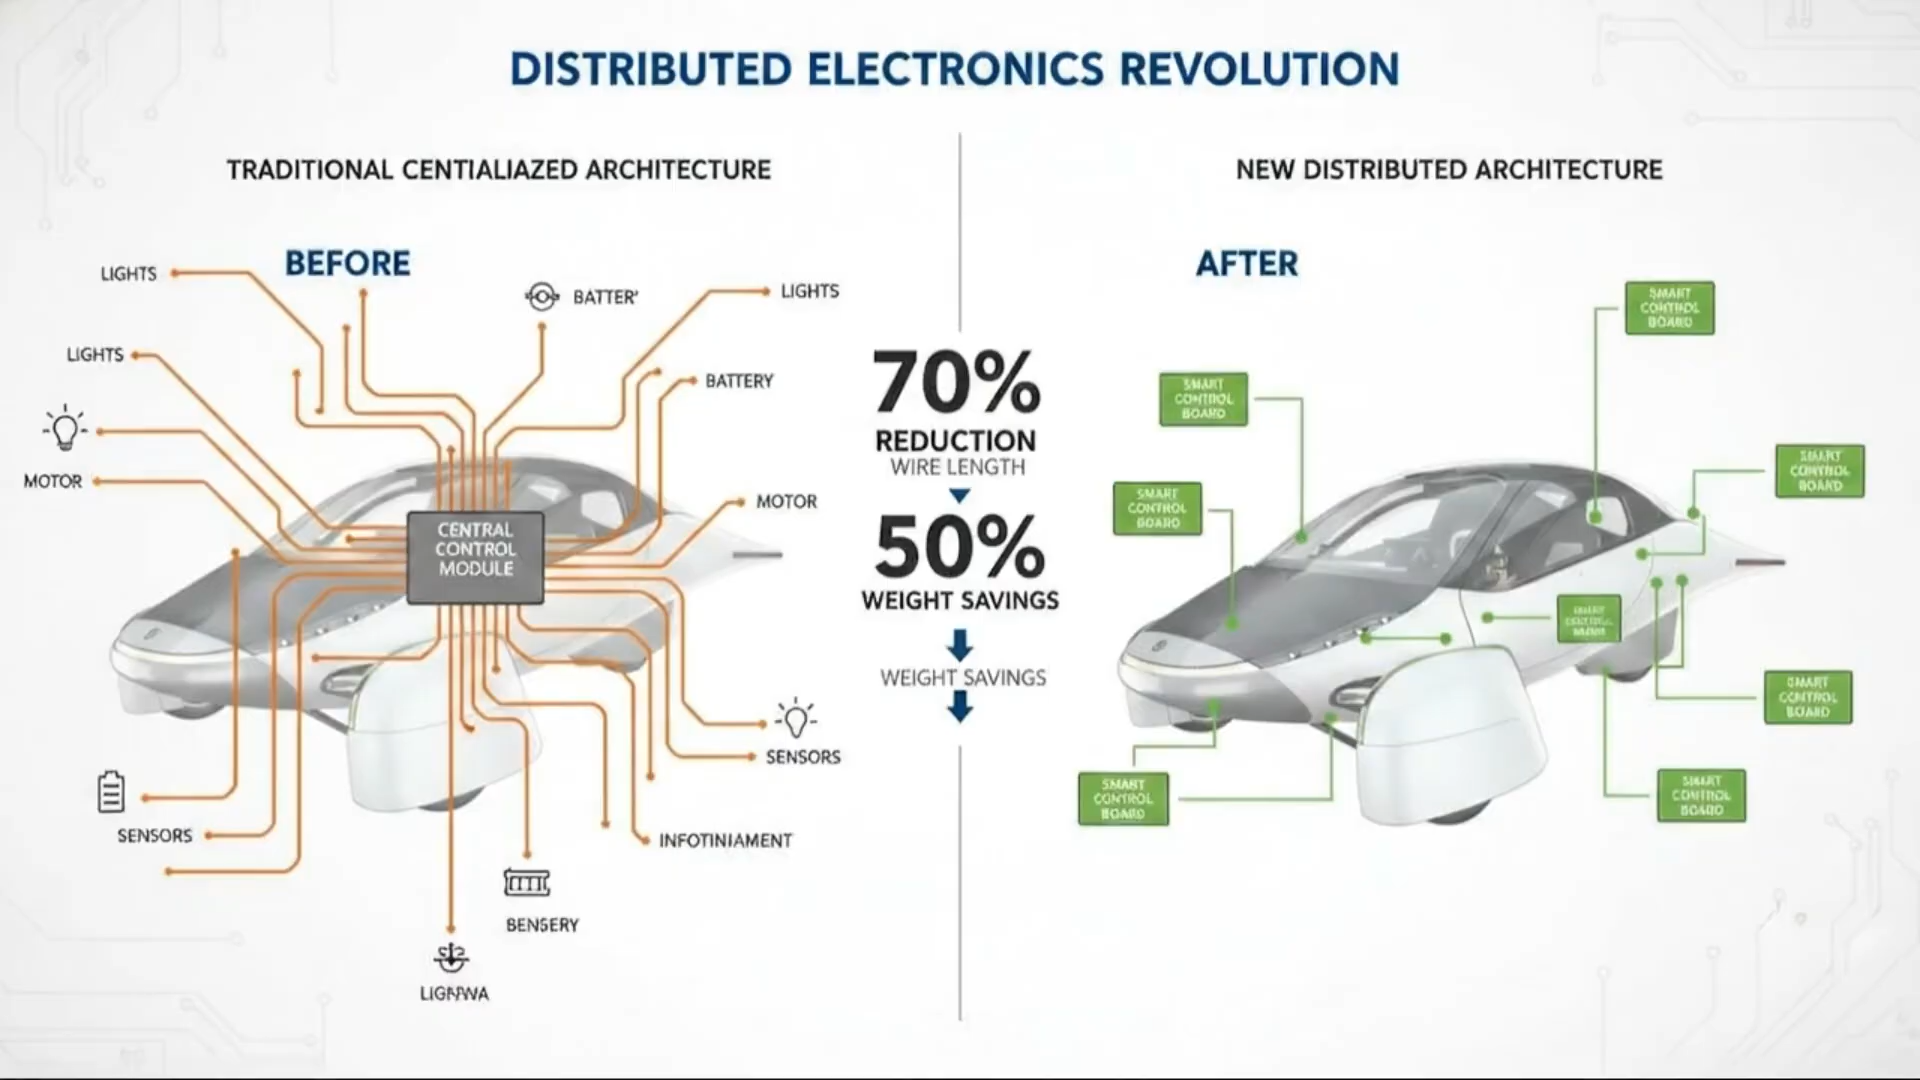 DISTRIBUTED ELECTRONICS REVOLUTION
TRADITIONAL CENTIALIAZED ARCHITECTURE
BEFORE
LIGHTS
BATTER'
LIGHTS
LIGHTS
BATTERY
MOTOR
MOTOR
CENTRAL
CONTROL
MODULE
SENSORS
SENSORS
INFOTINIAMENT
BENSERY
70%
REDUCTION
WIRE LENGTH
50%
WEIGHT SAVINGS
WEIGHT SAVINGS
NEW DISTRIBUTED ARCHITECTURE
AFTER
SMART
CONTROL
BOARD
SMART
CONTROL
BOARD
SMART
CONTROL
BOARD
SMART
CONTROL
BOARD
SMART
CONTROL
BOARD
SMART
CONTROL
BOARD
SMART
CONTROL
BOARD